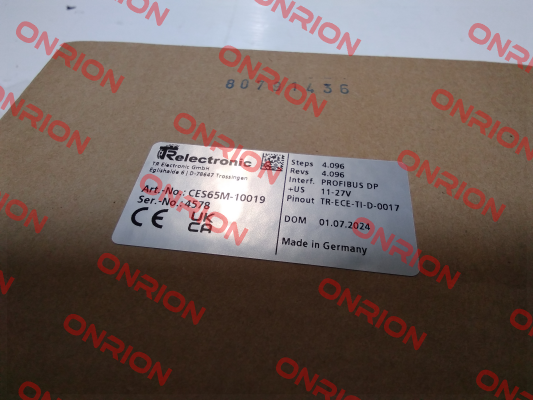 80791436
TR electronic
TR Electronic GmbH
Eglishalde 6 | D-78647 Trossingen
Art.-No.: CES65M-10019
Ser.-No.: 4578
CE UK CA
Steps 4.096
Revs 4.096
Interf. PROFIBUS DP
+US 11-27V
Pinout TR-ECE-TI-D-0017
DOM 01.07.2024
Made in Germany
ONRION
ONRION
ONRION
ONRION
ONRION
ONRION
ONRION
ONRION
ONRION
ONRION
ONRION